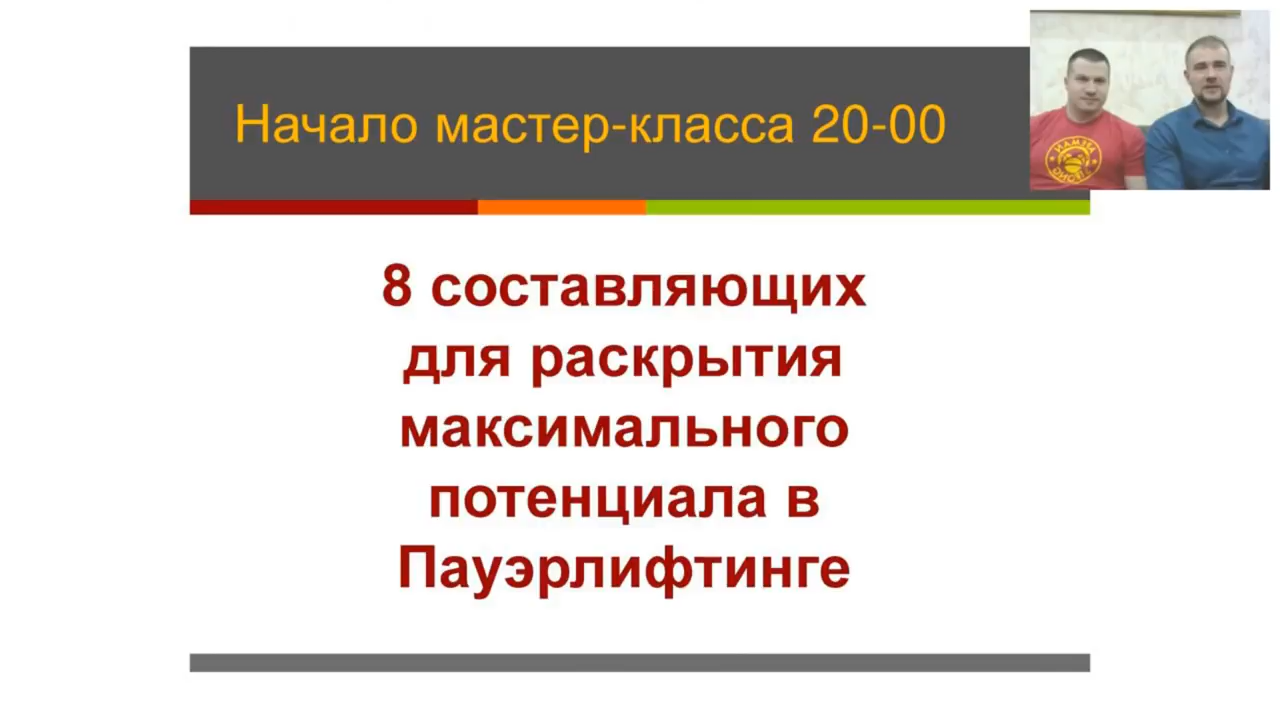 Начало мастер-класса 20-00
8 составляющих
для раскрытия
максимального
потенциала в
Пауэрлифтинге